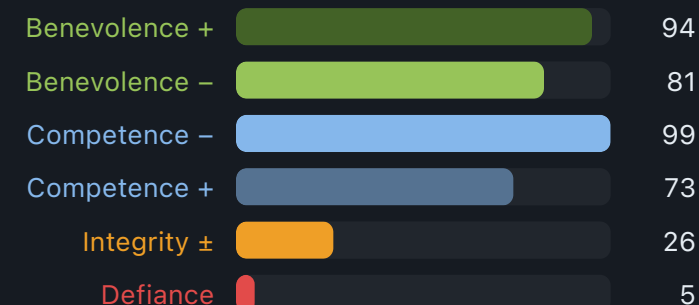 Benevolence + 94
Benevolence – 81
Competence – 99
Competence + 73
Integrity ± 26
Defiance 5